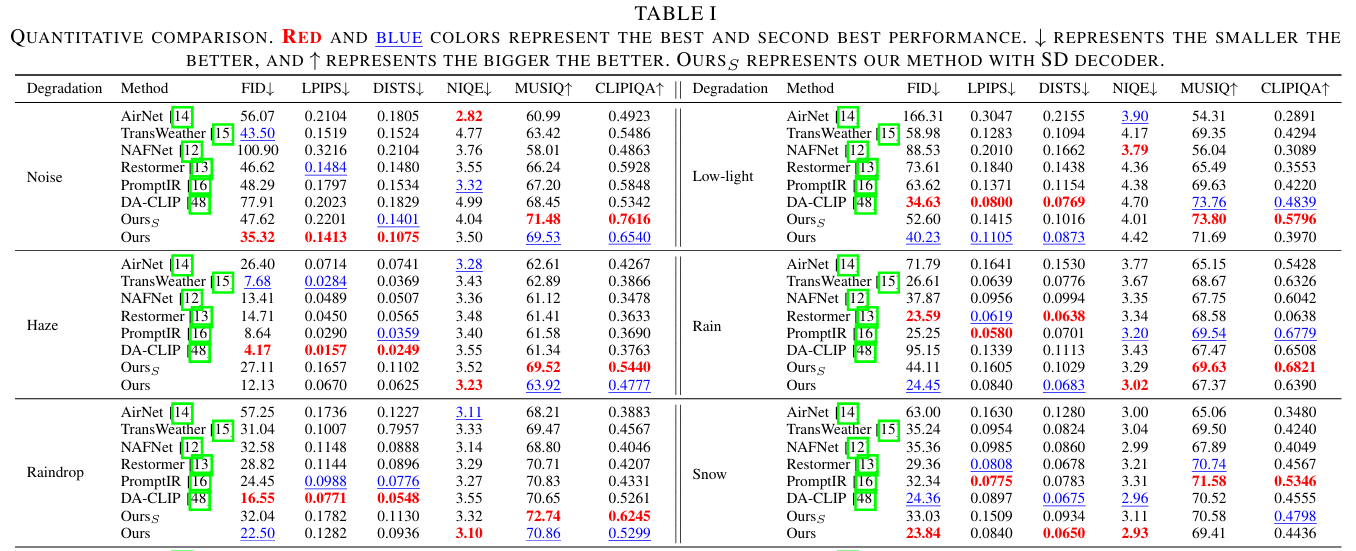 TABLE I
QUANTITATIVE COMPARISON. RED AND BLUE COLORS REPRESENT THE BEST AND SECOND BEST PERFORMANCE. ↓ REPRESENTS THE SMALLER THE
BETTER, AND ↑ REPRESENTS THE BIGGER THE BETTER. OURS_S REPRESENTS OUR METHOD WITH SD DECODER.
Degradation Method FID↓ LPIPS↓ DISTS↓ NIQE↓ MUSIQ↑ CLIPIQA↑ Degradation Method FID↓ LPIPS↓ DISTS↓ NIQE↓ MUSIQ↑ CLIPIQA↑
Noise
AirNet [14] 56.07 0.2104 0.1805 2.82 60.99 0.4923
TransWeather [15] 43.50 0.1519 0.1524 4.77 63.42 0.5486
NAFNet [12] 100.90 0.3216 0.2104 3.76 58.01 0.4863
Restormer [13] 46.62 0.1484 0.1480 3.55 66.24 0.5928
PromptIR [16] 48.29 0.1797 0.1534 3.32 67.20 0.5848
DA-CLIP [48] 77.91 0.2023 0.1829 4.99 68.45 0.5342
Ours_S 47.62 0.2201 0.1401 4.04 71.48 0.7616
Ours 35.32 0.1413 0.1075 3.50 69.53 0.6540
Low-light
AirNet [14] 166.31 0.3047 0.2155 3.90 54.31 0.2891
TransWeather [15] 58.98 0.1283 0.1094 4.17 69.35 0.4294
NAFNet [12] 88.53 0.2010 0.1662 3.79 56.04 0.3089
Restormer [13] 73.61 0.1840 0.1438 4.36 65.49 0.3553
PromptIR [16] 63.62 0.1371 0.1154 4.38 69.63 0.4220
DA-CLIP [48] 34.63 0.0800 0.0769 4.70 73.76 0.4839
Ours_S 52.60 0.1415 0.1016 4.01 73.80 0.5796
Ours 40.23 0.1105 0.0873 4.42 71.69 0.3970
Haze
AirNet [14] 26.40 0.0714 0.0741 3.28 62.61 0.4267
TransWeather [15] 7.68 0.0284 0.0369 3.43 62.89 0.3866
NAFNet [12] 13.41 0.0489 0.0507 3.36 61.12 0.3478
Restormer [13] 14.71 0.0450 0.0565 3.48 61.41 0.3633
PromptIR [16] 8.64 0.0290 0.0359 3.40 61.58 0.3690
DA-CLIP [48] 4.17 0.0157 0.0249 3.55 61.34 0.3763
Ours_S 27.11 0.1657 0.1102 3.52 69.52 0.5440
Ours 12.13 0.0670 0.0625 3.23 63.92 0.4777
Rain
AirNet [14] 71.79 0.1641 0.1530 3.77 65.15 0.5428
TransWeather [15] 26.61 0.0639 0.0776 3.67 68.67 0.6326
NAFNet [12] 37.87 0.0956 0.0994 3.35 67.75 0.6042
Restormer [13] 23.59 0.0619 0.0638 3.34 68.58 0.0638
PromptIR [16] 25.25 0.0580 0.0701 3.20 69.54 0.6779
DA-CLIP [48] 95.15 0.1339 0.1113 3.43 67.47 0.6508
Ours_S 44.11 0.1605 0.1029 3.29 69.63 0.6821
Ours 24.45 0.0840 0.0683 3.02 67.37 0.6390
Raindrop
AirNet [14] 57.25 0.1736 0.1227 3.11 68.21 0.3883
TransWeather [15] 31.04 0.1007 0.7957 3.33 69.47 0.4567
NAFNet [12] 32.58 0.1148 0.0888 3.14 68.80 0.4046
Restormer [13] 28.82 0.1144 0.0896 3.29 70.71 0.4207
PromptIR [16] 24.45 0.0988 0.0776 3.27 70.83 0.4331
DA-CLIP [48] 16.55 0.0771 0.0548 3.55 70.65 0.5261
Ours_S 32.04 0.1782 0.1130 3.32 72.74 0.6245
Ours 22.50 0.1282 0.0936 3.10 70.86 0.5299
Snow
AirNet [14] 63.00 0.1630 0.1280 3.00 65.06 0.3480
TransWeather [15] 35.24 0.0954 0.0824 3.04 69.50 0.4240
NAFNet [12] 35.36 0.0985 0.0860 2.99 67.89 0.4049
Restormer [13] 29.36 0.0808 0.0678 3.21 70.74 0.4567
PromptIR [16] 32.34 0.0775 0.0783 3.31 71.58 0.5346
DA-CLIP [48] 24.36 0.0897 0.0675 2.96 70.52 0.4555
Ours_S 33.03 0.1509 0.0934 3.11 70.58 0.4798
Ours 23.84 0.0840 0.0650 2.93 69.41 0.4436